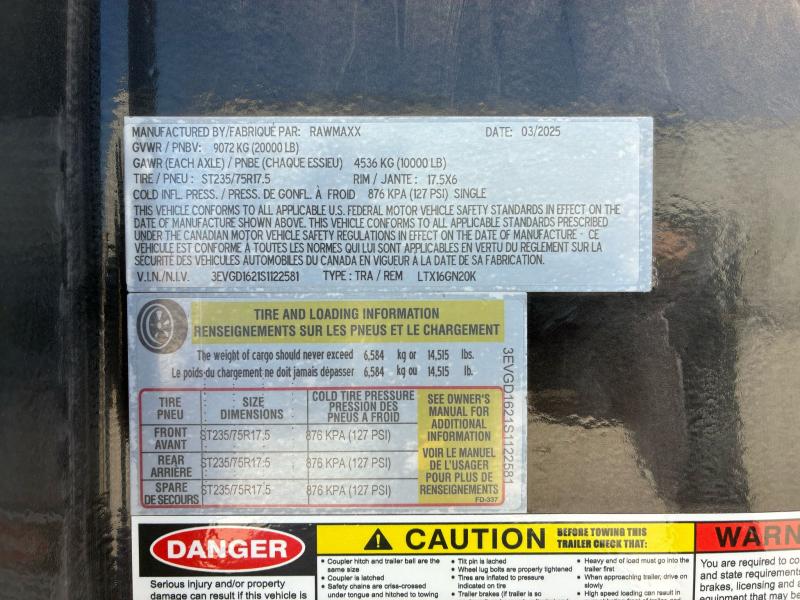 MANUFACTURED BY/FABRIQUÉ PAR: RAWMAXX DATE: 03/2025
GVWR / PNBV: 9072 KG (20000 LB)
GAWR (EACH AXLE) / PNBE (CHAQUE ESSIEU) 4536 KG (10000 LB)
TIRE / PNEU : ST235/75R17.5 RIM / JANTE : 17.5X6
COLD INFL. PRESS. / PRESS. DE GONFL. À FROID 876 KPA (127 PSI) SINGLE
THIS VEHICLE CONFORMS TO ALL APPLICABLE U.S. FEDERAL MOTOR VEHICLE SAFETY STANDARDS IN EFFECT ON THE
DATE OF MANUFACTURE SHOWN ABOVE. THIS VEHICLE CONFORMS TO ALL APPLICABLE STANDARDS PRESCRIBED
UNDER THE CANADIAN MOTOR VEHICLE SAFETY REGULATIONS IN EFFECT ON THE DATE OF MANUFACTURE - CE
VÉHICULE EST CONFORME À TOUTES LES NORMES QUI LUI SONT APPLICABLES EN VERTU DU RÈGLEMENT SUR LA
SÉCURITÉ DES VÉHICULES AUTOMOBILES DU CANADA EN VIGUEUR À LA DATE DE SA FABRICATION.
V.I.N./N.I.V. 3EVGD1621S1122581 TYPE : TRA / REM LTX16GN20K
TIRE AND LOADING INFORMATION
RENSEIGNEMENTS SUR LES PNEUS ET LE CHARGEMENT
The weight of cargo should never exceed 6,584 kg or 14,515 lbs.
Le poids du chargement ne doit jamais dépasser 6,584 kg ou 14,515 lb.
TIRE
PNEU
SIZE
DIMENSIONS
COLD TIRE PRESSURE
PRESSION DES
PNEUS A FROID
FRONT
AVANT
ST235/75R17.5 876 KPA (127 PSI)
REAR
ARRIÈRE
ST235/75R17.5 876 KPA (127 PSI)
SPARE
DE SECOURS
ST235/75R17.5 876 KPA (127 PSI)
SEE OWNER'S
MANUAL FOR
ADDITIONAL
INFORMATION
VOIR LE MANUEL
DE L'USAGER
POUR PLUS DE
RENSEIGNEMENTS
FD-337
3EVGD1621S1122581
DANGER
Serious injury and/or property
damage can result if this vehicle is
CAUTION
BEFORE TOWING THIS
TRAILER CHECK THAT:
• Coupler hitch and trailer ball are the
same size
• Coupler is latched
• Safety chains are criss-crossed
under tongue and hitched to towing
• Tilt pin is latched
• Wheel lug bolts are properly tightened
• Tires are inflated to pressure
indicated on tire
• Trailer brakes (if trailer is so
• Heavy end of load must go into the
trailer first
• When approaching trailer, drive on
slowly
• High speed loading can result in
WARN
You are required to co
and state requirements
brakes, licensing and a
equipment that may be